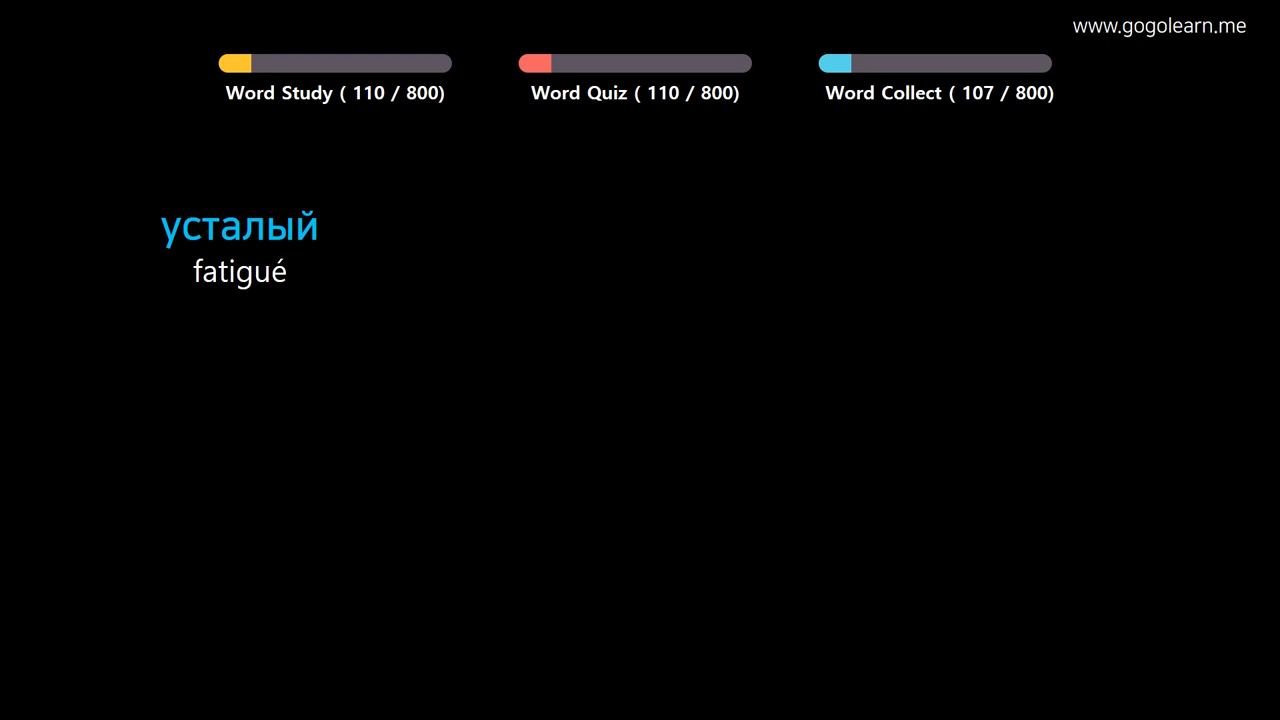 www.gogolearn.me
Word Study ( 110 / 800)
Word Quiz ( 110 / 800)
Word Collect ( 107 / 800)
усталый
fatigué